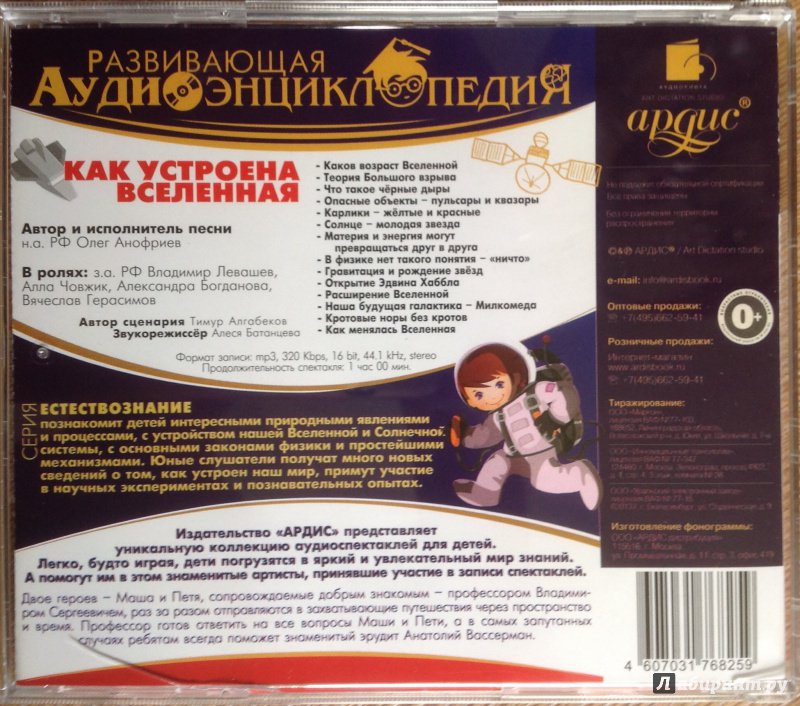 РАЗВИВАЮЩАЯ
АУДИОЭНЦИКЛОПЕДИЯ
КАК УСТРОЕНА
ВСЕЛЕННАЯ
Автор и исполнитель песни
н.а. РФ Олег Анофриев
В ролях: з.а. РФ Владимир Левашев,
Алла Човжик, Александра Богданова,
Вячеслав Герасимов
Автор сценария Тимур Алгабеков
Звукорежиссёр Алеся Батанцева
- Каков возраст Вселенной
- Теория Большого взрыва
- Что такое чёрные дыры
- Опасные объекты – пульсары и квазары
- Карлики – жёлтые и красные
- Солнце – молодая звезда
- Материя и энергия могут
превращаться друг в друга
- В физике нет такого понятия – «ничто»
- Гравитация и рождение звёзд
- Открытие Эдвина Хаббла
- Расширение Вселенной
- Наша будущая галактика – Милкомеда
- Кротовые норы без кротов
- Как менялась Вселенная
Формат записи: mp3, 320 Kbps, 16 bit, 44.1 kHz, stereo
Продолжительность спектакля: 1 час 00 мин.
СЕРИЯ
ЕСТЕСТВОЗНАНИЕ
познакомит детей интересными природными явлениями
и процессами, с устройством нашей Вселенной и Солнечной
системы, с основными законами физики и простейшими
механизмами. Юные слушатели получат много новых
сведений о том, как устроен наш мир, примут участие
в научных экспериментах и познавательных опытах.
Издательство «АРДИС» представляет
уникальную коллекцию аудиоспектаклей для детей.
Легко, будто играя, дети погрузятся в яркий и увлекательный мир знаний.
А помогут им в этом знаменитые артисты, принявшие участие в записи спектаклей.
Двое героев – Маша и Петя, сопровождаемые добрым знакомым – профессором Владими-
ром Сергеевичем, раз за разом отправляются в захватывающие путешествия через пространство
и время. Профессор готов ответить на все вопросы Маши и Пети, а в самых запутанных
случаях ребятам всегда поможет знаменитый эрудит Анатолий Вассерман.
АУДИОКНИГА
ART DICTATION STUDIO
ардис®
Не подлежит обязательной сертификации
Все права защищены
Без ограничения территории
распространения
©&℗ АРДИС® / Art Dictation studio
e-mail: info@ardisbook.ru
Оптовые продажи:
☏ +7(495)662-59-41
0+
Розничные продажи:
Интернет-магазин
www.ardisbook.ru
☏ +7(495)662-59-41
Тиражирование:
Изготовление фонограммы:
ООО «АРДИС дистрибуция»
115516 г. Москва
4 607031 768259
Лабиринт.ру